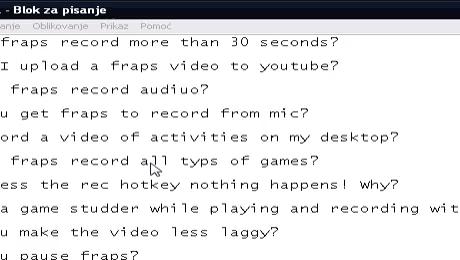 - Blok za pisanje
anje Oblikovanje Prikaz Pomoć
fraps record more than 30 seconds?
I upload a fraps video to youtube?
fraps record audiuo?
u get fraps to record from mic?
ord a video of activities on my desktop?
fraps record all typs of games?
ess the rec hotkey nothing happens! Why?
a game studder while playing and recording wit
u make the video less laggy?
u pause fraps?